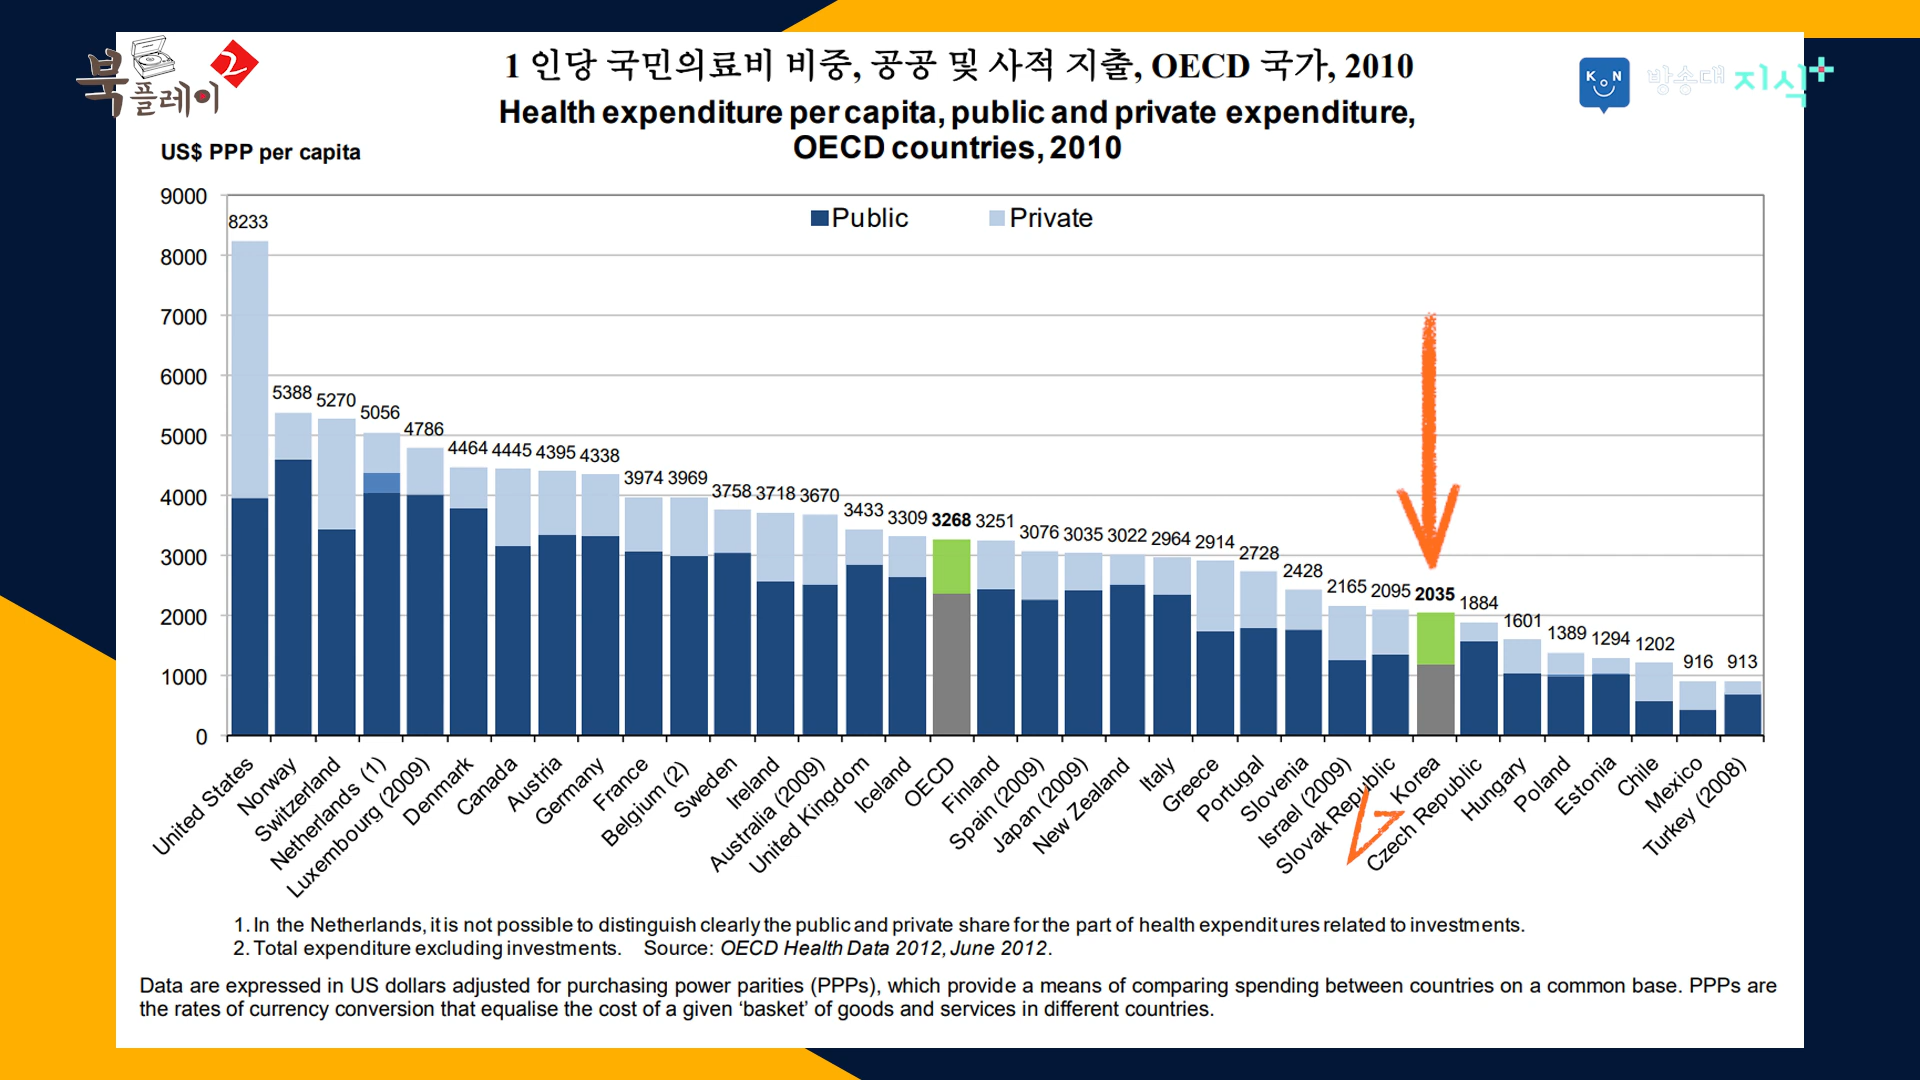 북플레이 2
1 인당 국민의료비 비중, 공공 및 사적 지출, OECD 국가, 2010
KON 방송대 지식+
Health expenditure per capita, public and private expenditure,
OECD countries, 2010
US$ PPP per capita
Public Private
9000
8000
7000
6000
5000
4000
3000
2000
1000
0
8233 5388 5270 5056 4786 4464 4445 4395 4338 3974 3969 3758 3718 3670 3433 3309 3268 3251 3076 3035 3022 2964 2914 2728 2428 2165 2095 2035 1884 1601 1389 1294 1202 916 913
United States
Norway
Switzerland
Netherlands (1)
Luxembourg (2009)
Denmark
Canada
Austria
Germany
France
Belgium (2)
Sweden
Ireland
Australia (2009)
United Kingdom
Iceland
OECD
Finland
Spain (2009)
Japan (2009)
New Zealand
Italy
Greece
Portugal
Slovenia
Israel (2009)
Slovak Republic
Korea
Czech Republic
Hungary
Poland
Estonia
Chile
Mexico
Turkey (2008)
1. In the Netherlands, it is not possible to distinguish clearly the public and private share for the part of health expenditures related to investments.
2. Total expenditure excluding investments. Source: OECD Health Data 2012, June 2012.
Data are expressed in US dollars adjusted for purchasing power parities (PPPs), which provide a means of comparing spending between countries on a common base. PPPs are
the rates of currency conversion that equalise the cost of a given ‘basket’ of goods and services in different countries.